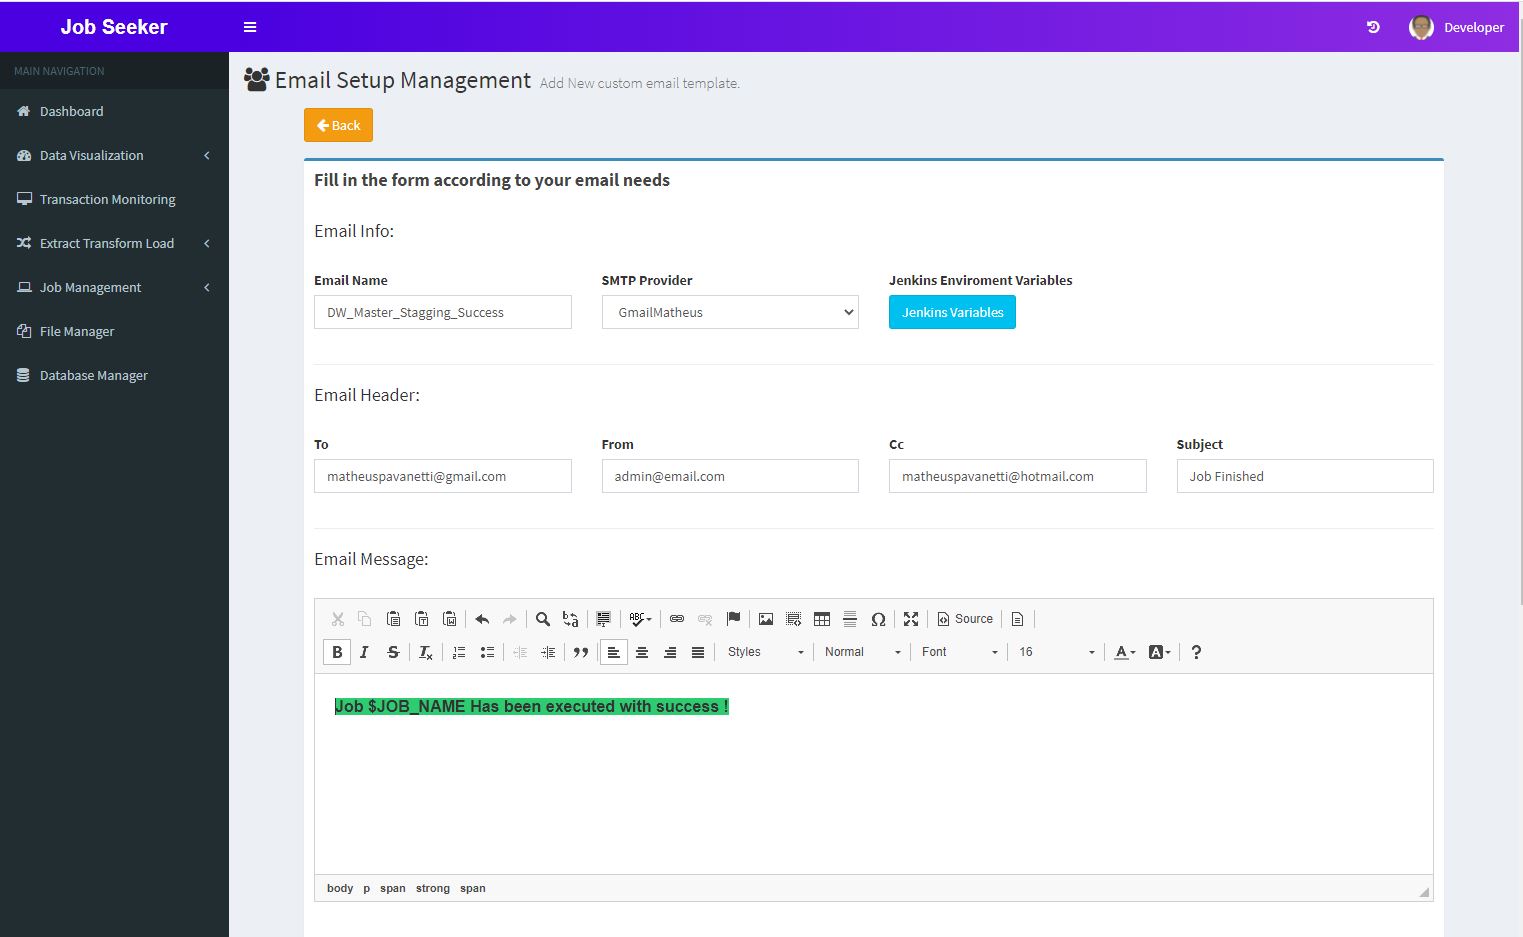 Job Seeker
Developer
MAIN NAVIGATION
Dashboard
Data Visualization
Transaction Monitoring
Extract Transform Load
Job Management
File Manager
Database Manager
Email Setup Management Add New custom email template.
Back
Fill in the form according to your email needs
Email Info:
Email Name SMTP Provider Jenkins Enviroment Variables
DW_Master_Stagging_Success GmailMatheus Jenkins Variables
Email Header:
To From Cc Subject
matheuspavanetti@gmail.com admin@email.com matheuspavanetti@hotmail.com Job Finished
Email Message:
ABC Source
B I S Tx Styles Normal Font 16 A A ?
Job $JOB_NAME Has been executed with success !
body p span strong span